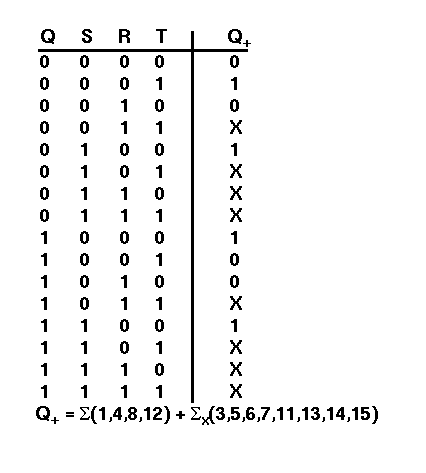 Q S R T Q+
0 0 0 0 0
0 0 0 1 1
0 0 1 0 0
0 0 1 1 X
0 1 0 0 1
0 1 0 1 X
0 1 1 0 X
0 1 1 1 X
1 0 0 0 1
1 0 0 1 0
1 0 1 0 0
1 0 1 1 X
1 1 0 0 1
1 1 0 1 X
1 1 1 0 X
1 1 1 1 X
Q+ = Σ(1,4,8,12) + Σx(3,5,6,7,11,13,14,15)